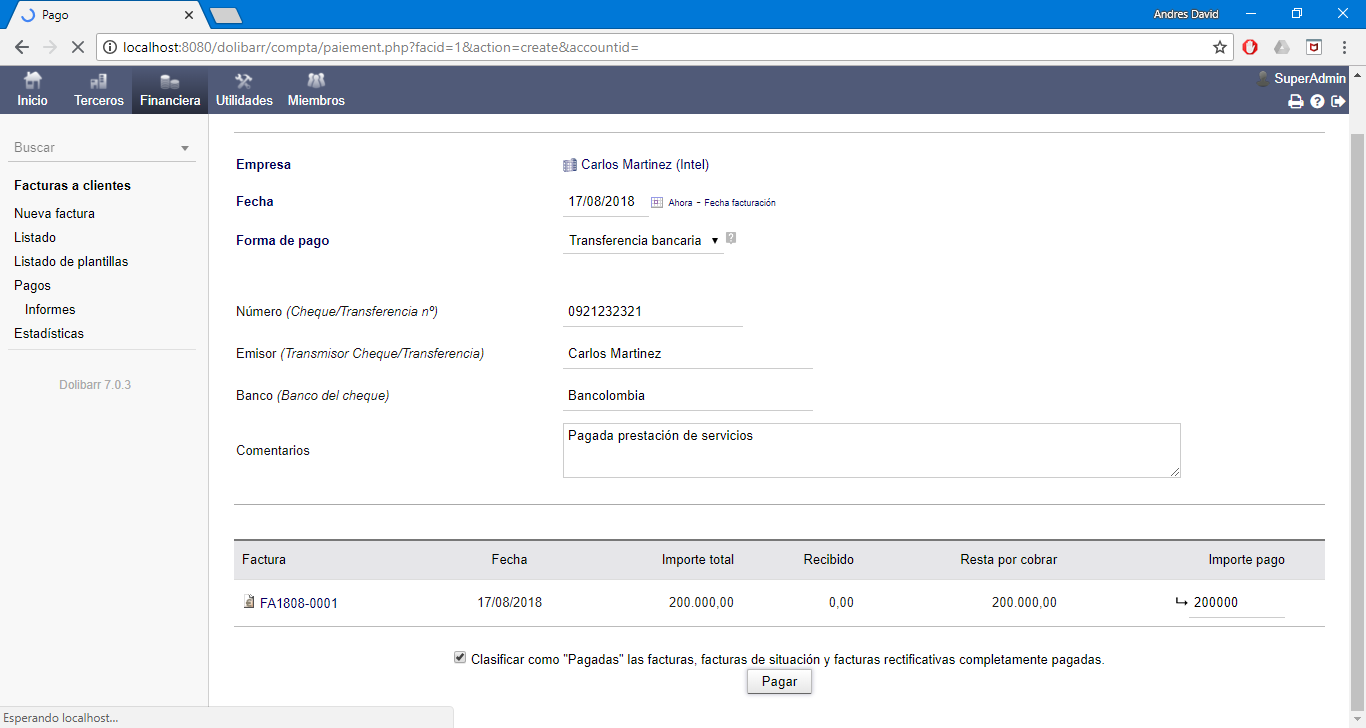 Pago
Andres David
localhost:8080/dolibarr/compta/paiement.php?facid=1&action=create&accountid=
Inicio Terceros Financiera Utilidades Miembros
SuperAdmin
Buscar
Facturas a clientes
Nueva factura
Listado
Listado de plantillas
Pagos
Informes
Estadísticas
Dolibarr 7.0.3
Empresa Carlos Martinez (Intel)
Fecha 17/08/2018 Ahora - Fecha facturación
Forma de pago Transferencia bancaria
Número (Cheque/Transferencia nº) 0921232321
Emisor (Transmisor Cheque/Transferencia) Carlos Martinez
Banco (Banco del cheque) Bancolombia
Comentarios Pagada prestación de servicios
Factura Fecha Importe total Recibido Resta por cobrar Importe pago
FA1808-0001 17/08/2018 200.000,00 0,00 200.000,00 200000
Clasificar como "Pagadas" las facturas, facturas de situación y facturas rectificativas completamente pagadas.
Pagar
Esperando localhost...